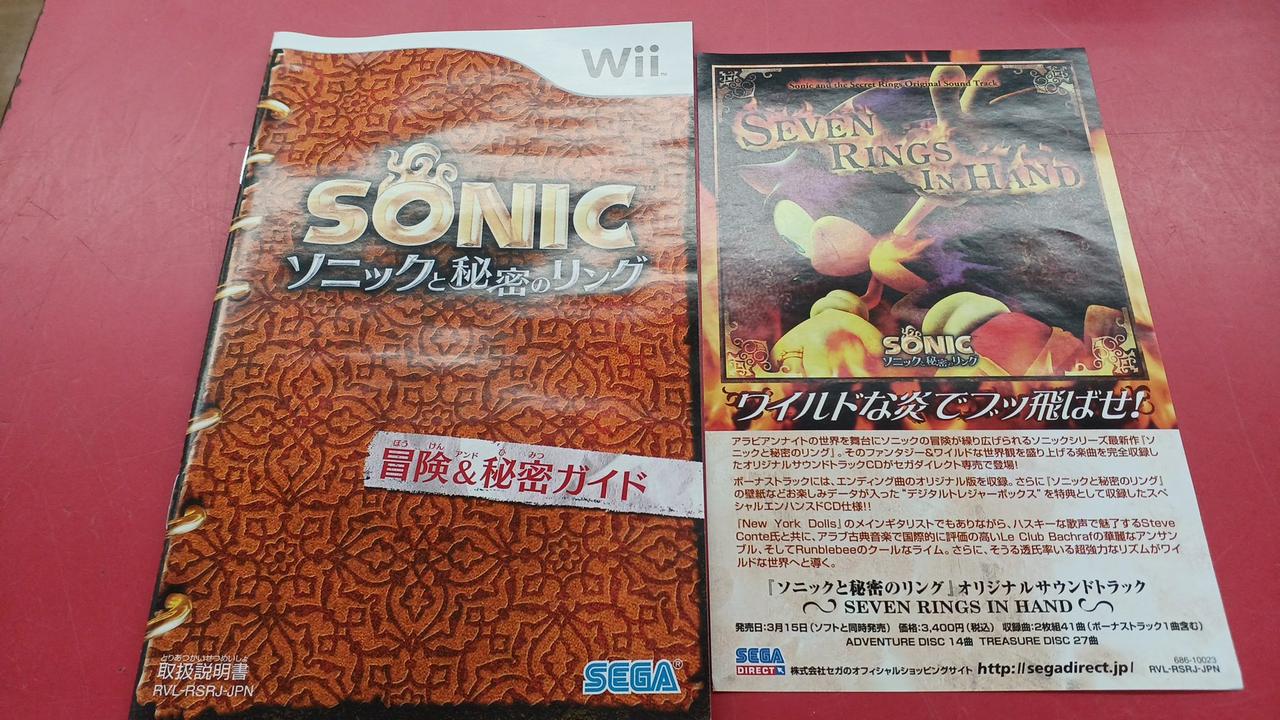 Wii
SONIC
ソニックと秘密のリング
ぼう けん アンド ひ みつ
冒険&秘密ガイド
とりあつかいせつめいしょ
取扱説明書
RVL-RSRJ-JPN
SEGA
Sonic and the Secret Rings Original Sound Track
SEVEN
RINGS
IN HAND
SONIC
ソニックと秘密のリング
ワイルドな炎でブッ飛ばせ!
アラビアンナイトの世界を舞台にソニックの冒険が繰り広げられるソニックシリーズ最新作『ソ
ニックと秘密のリング』。そのファンタジー&ワイルドな世界観を盛り上げる楽曲を完全収録し
たオリジナルサウンドトラックCDがセガダイレクト専売で登場!
ボーナストラックには、エンディング曲のオリジナル版を収録。さらに『ソニックと秘密のリング』
の壁紙などお楽しみデータが入った"デジタルトレジャーボックス"を特典として収録したスペ
シャルエンハンスドCD仕様!!
『New York Dolls』のメインギタリストでもありながら、ハスキーな歌声で魅了するSteve
Conte氏と共に、アラブ古典音楽で国際的に評価の高いLe Club Bachrafの華麗なアンサン
ブル、そしてRunblebeeのクールなライム。さらに、そうる透氏率いる超強力なリズムがワイ
ルドな世界へと導く。
『ソニックと秘密のリング』オリジナルサウンドトラック
SEVEN RINGS IN HAND
発売日:3月15日(ソフトと同時発売) 価格:3,400円(税込) 収録曲:2枚組41曲(ボーナストラック1曲含む)
ADVENTURE DISC 14曲 TREASURE DISC 27曲
SEGA
DIRECT
株式会社セガのオフィシャルショッピングサイト http://segadirect.jp/
686-10023
RVL-RSRJ-JPN